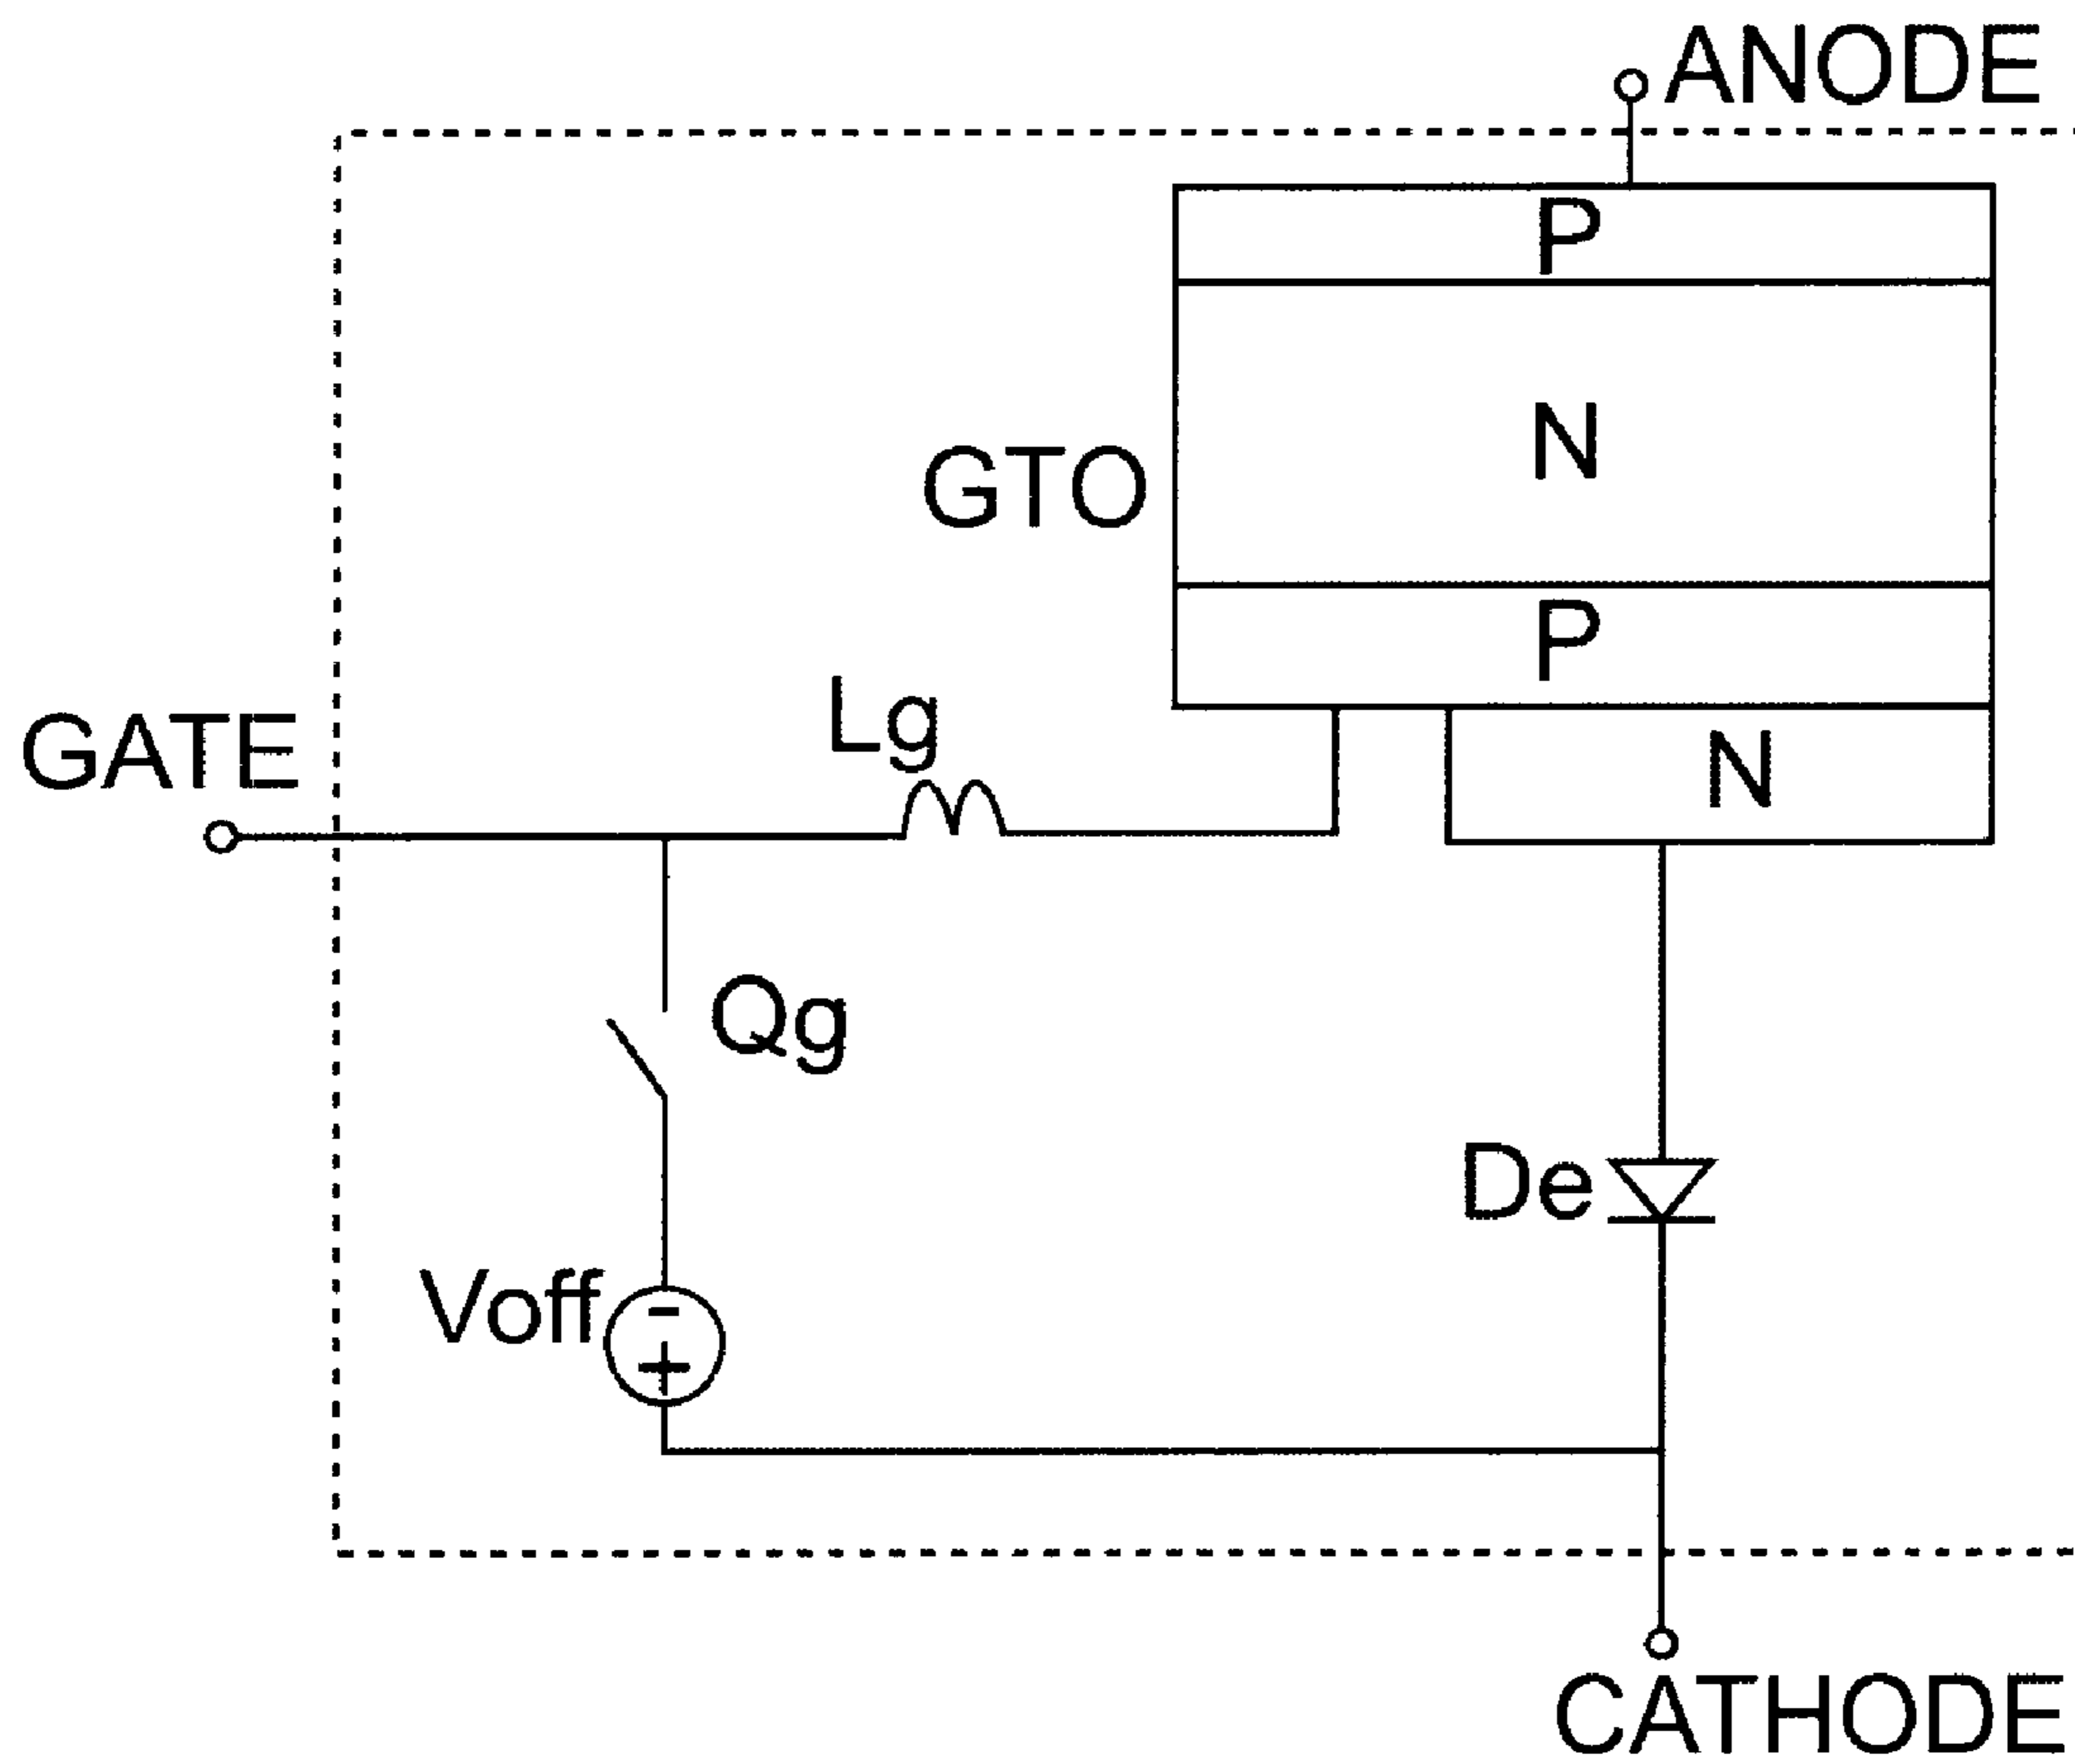 ANODE
P
N
GTO
P
Lg
GATE
N
Qg
De
Voff
-
+
CATHODE